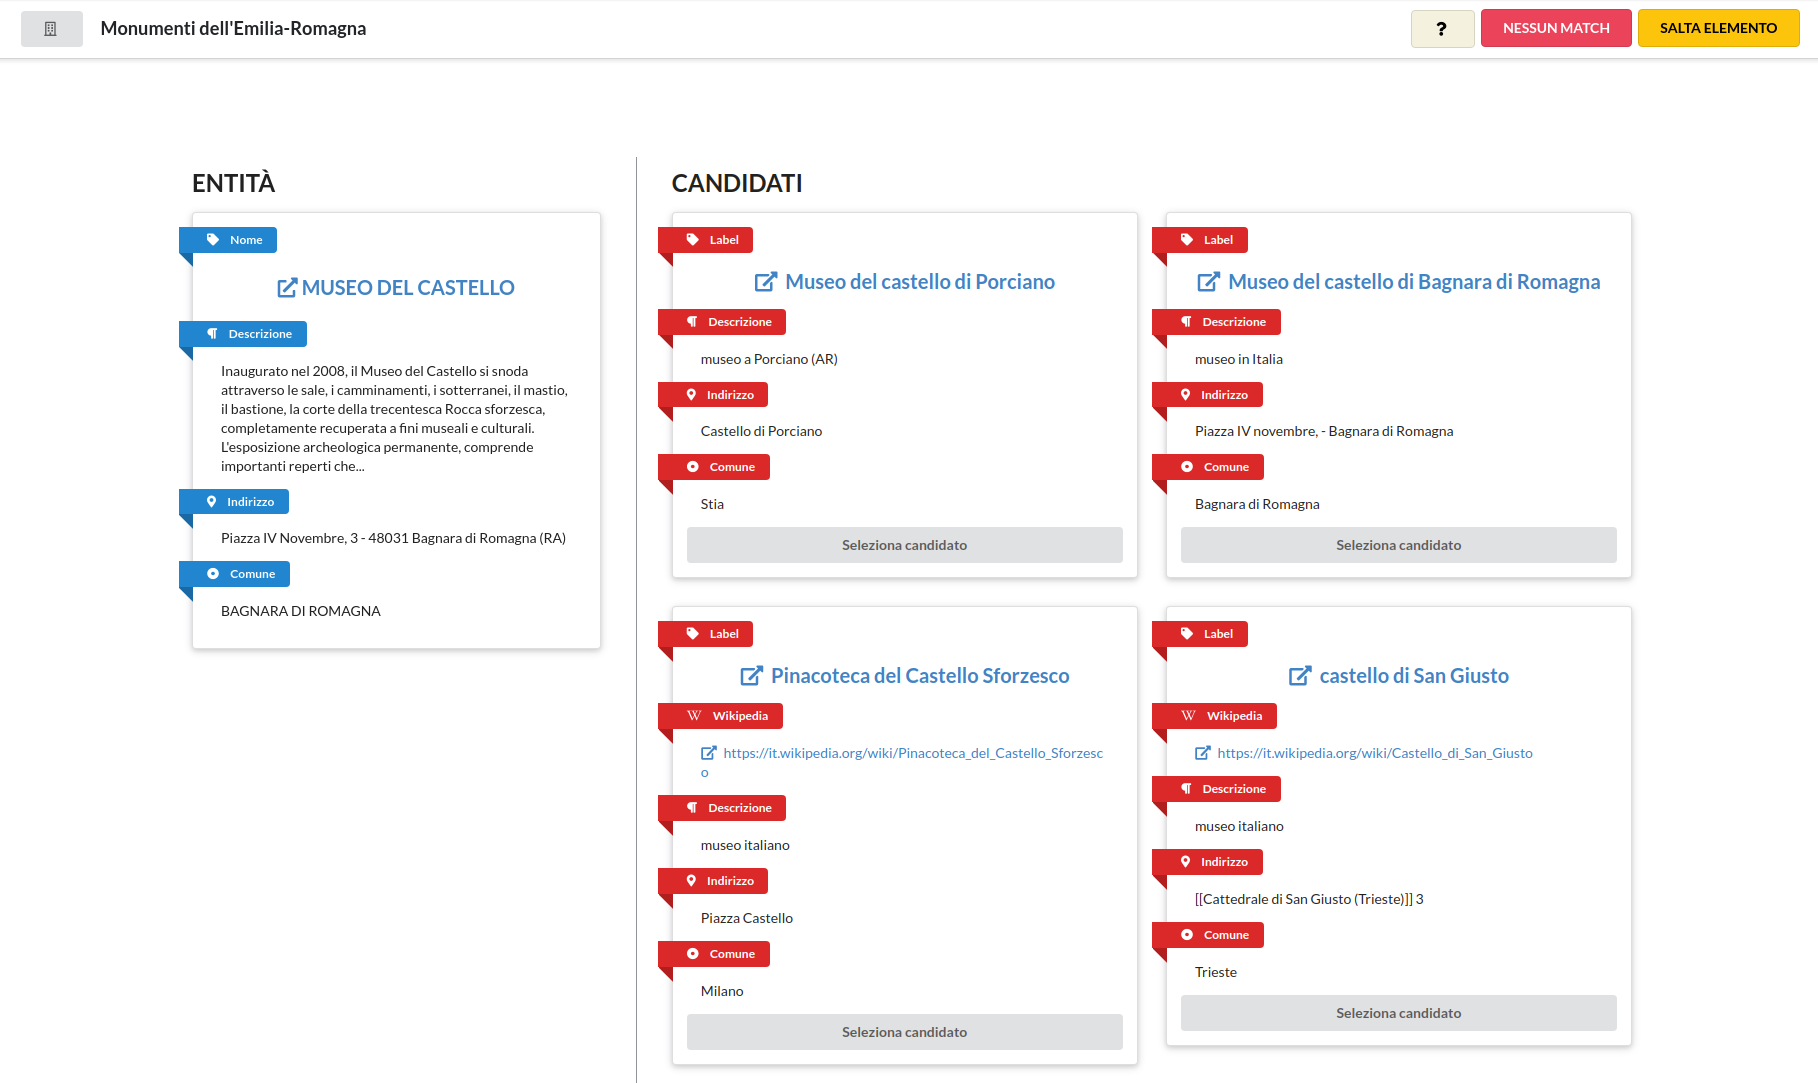 Monumenti dell'Emilia-Romagna
?
NESSUN MATCH
SALTA ELEMENTO
ENTITÀ
Nome
MUSEO DEL CASTELLO
Descrizione
Inaugurato nel 2008, il Museo del Castello si snoda
attraverso le sale, i camminamenti, i sotterranei, il mastio,
il bastione, la corte della trecentesca Rocca sforzesca,
completamente recuperata a fini museali e culturali.
L'esposizione archeologica permanente, comprende
importanti reperti che...
Indirizzo
Piazza IV Novembre, 3 - 48031 Bagnara di Romagna (RA)
Comune
BAGNARA DI ROMAGNA
CANDIDATI
Label
Museo del castello di Porciano
Descrizione
museo a Porciano (AR)
Indirizzo
Castello di Porciano
Comune
Stia
Seleziona candidato
Label
Museo del castello di Bagnara di Romagna
Descrizione
museo in Italia
Indirizzo
Piazza IV novembre, - Bagnara di Romagna
Comune
Bagnara di Romagna
Seleziona candidato
Label
Pinacoteca del Castello Sforzesco
Wikipedia
https://it.wikipedia.org/wiki/Pinacoteca_del_Castello_Sforzesc
o
Descrizione
museo italiano
Indirizzo
Piazza Castello
Comune
Milano
Seleziona candidato
Label
castello di San Giusto
Wikipedia
https://it.wikipedia.org/wiki/Castello_di_San_Giusto
Descrizione
museo italiano
Indirizzo
[[Cattedrale di San Giusto (Trieste)]] 3
Comune
Trieste
Seleziona candidato